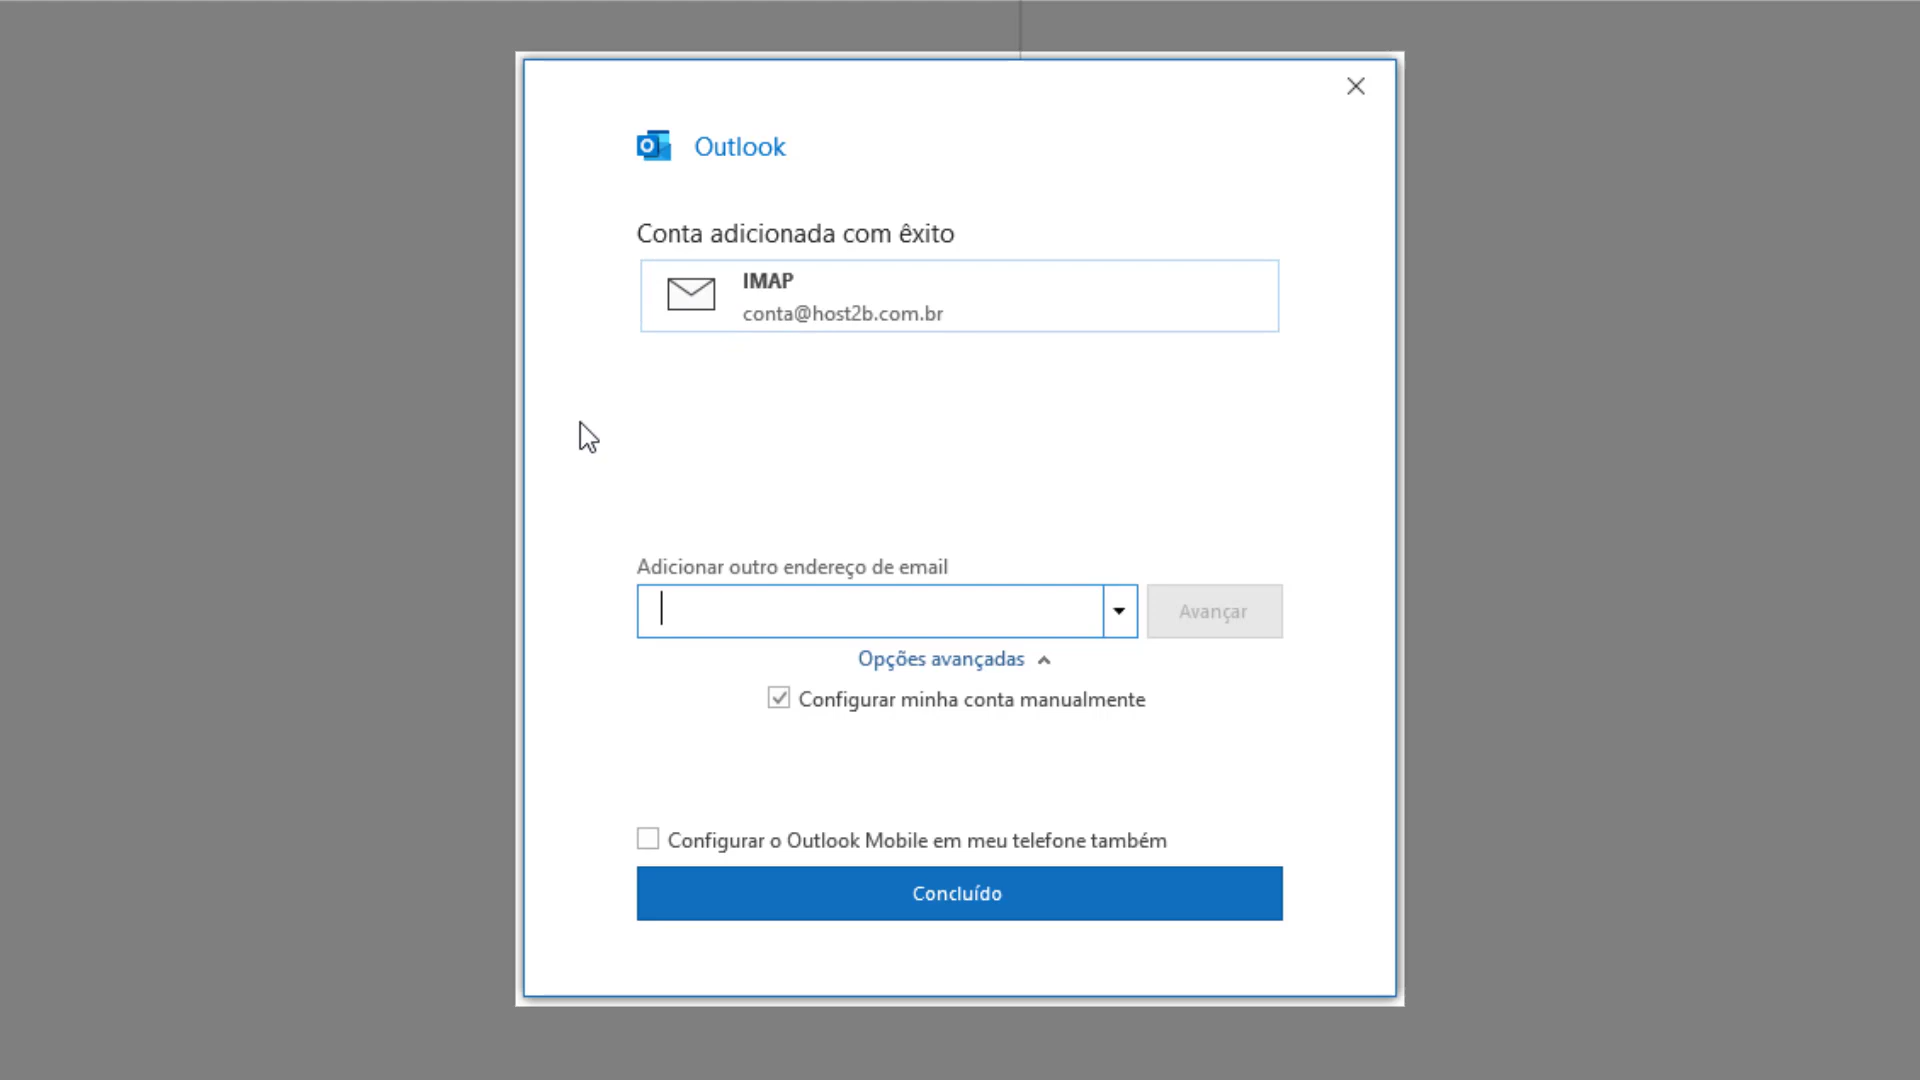 Outlook
Conta adicionada com êxito
IMAP
conta@host2b.com.br
Adicionar outro endereço de email
Avançar
Opções avançadas
Configurar minha conta manualmente
Configurar o Outlook Mobile em meu telefone também
Concluído